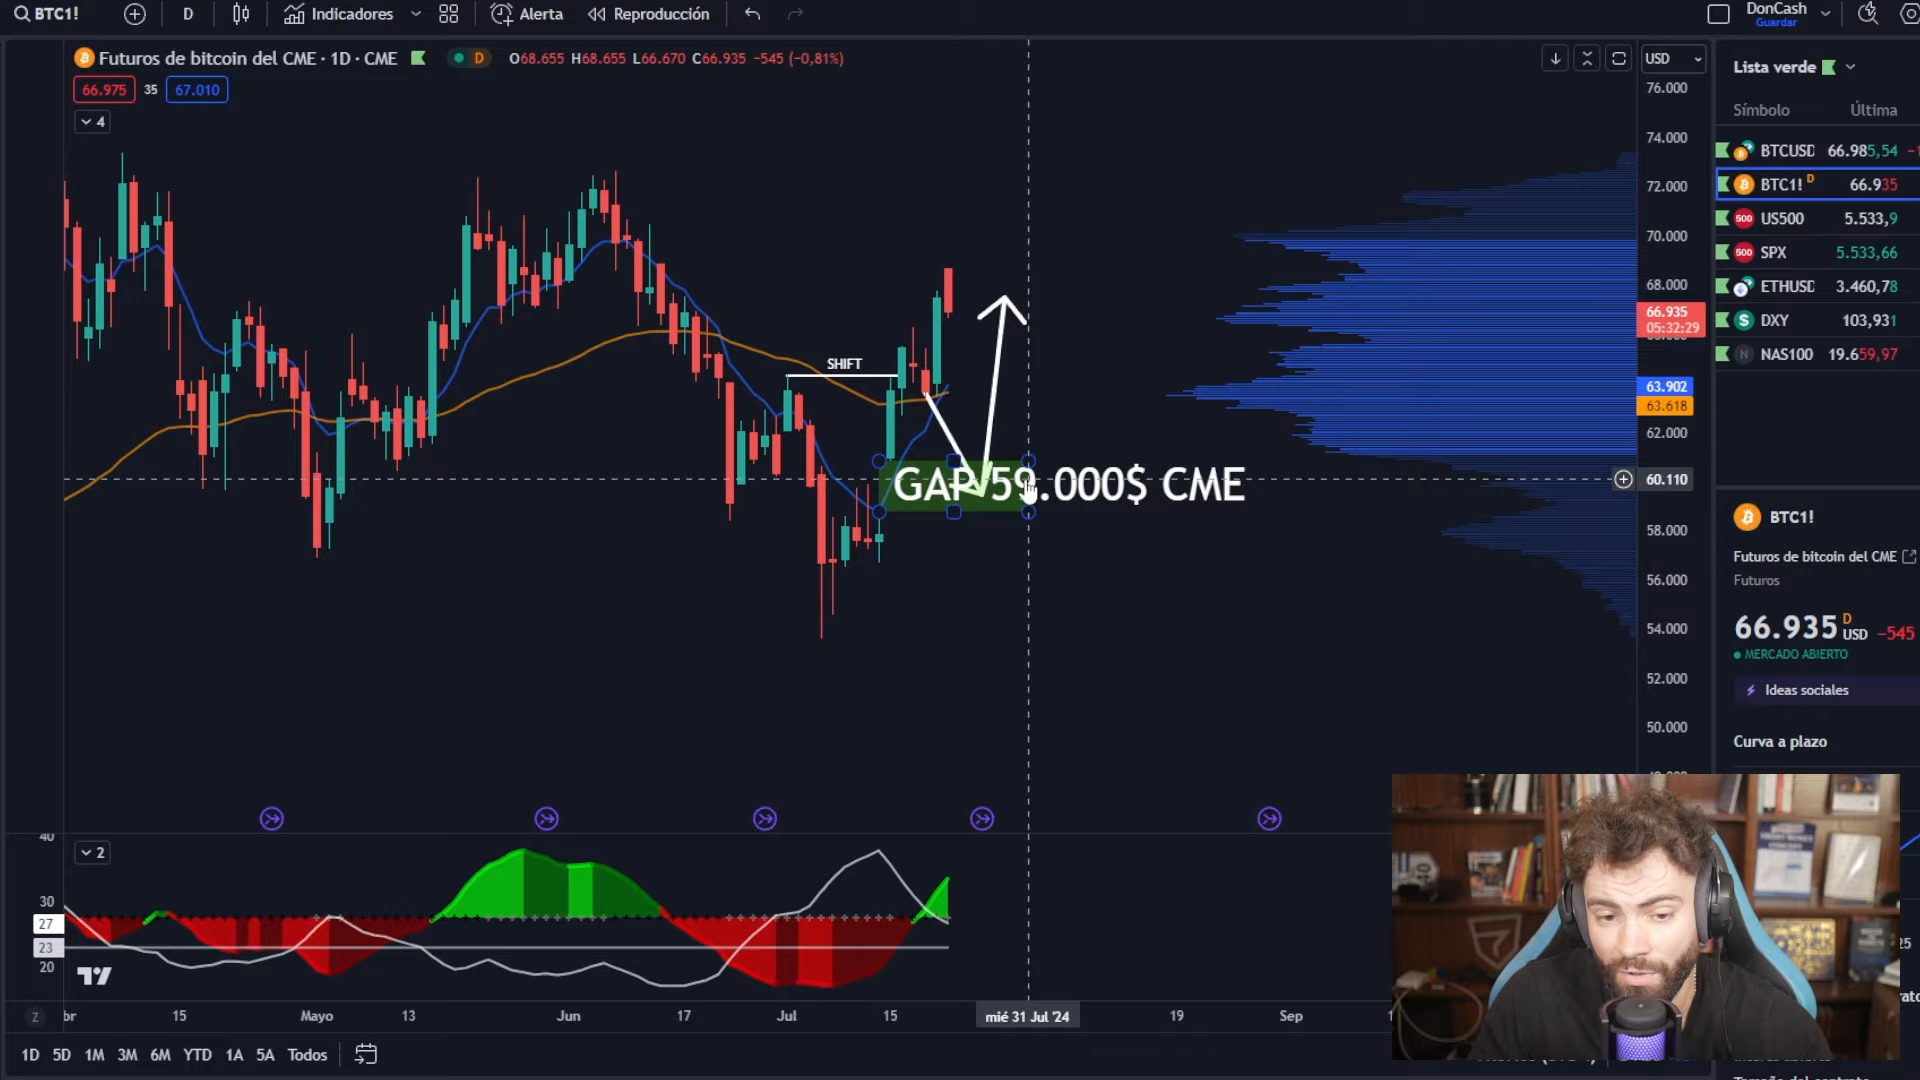 BTC1!
D
Indicadores
Alerta
Reproducción
DonCash
Guardar
Futuros de bitcoin del CME · 1D · CME
D
O68.655 H68.655 L66.670 C66.935 −545 (−0,81%)
66.975
35
67.010
4
USD
76.000
74.000
72.000
70.000
68.000
66.935
05:32:29
63.902
63.618
62.000
60.110
58.000
56.000
54.000
52.000
50.000
SHIFT
GAP 59.000$ CME
Lista verde
Símbolo
Última
BTCUSD 66.985,54
BTC1! D 66.935
US500 5.533,9
SPX 5.533,66
ETHUSD 3.460,78
DXY 103,931
NAS100 19.659,97
BTC1!
Futuros de bitcoin del CME
Futuros
66.935 D USD −545
MERCADO ABIERTO
Ideas sociales
Curva a plazo
2
40
30
27
23
20
15
Mayo
13
Jun
17
Jul
15
mié 31 Jul '24
19
Sep
Z
1D 5D 1M 3M 6M YTD 1A 5A Todos